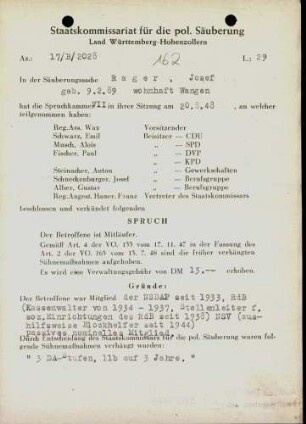 Staatskommissariat für die pol. Säuberung
Land Württemberg-Hohenzollern
Az.: 17/B/2028
162
L.: 29
In der Säuberungssache Rager, Josef
geb. 9.2.89 wohnhaft Wangen
hat die Spruchkammer VII in ihrer Sitzung am 20.8.48, an welcher
teilgenommen haben:
Reg.Ass. Wax Vorsitzender
Schwarz, Emil Beisitzer — CDU
Musch, Alois „ — SPD
Fischer, Paul „ — DVP
„ — KPD
Steinacher, Anton „ — Gewerkschaften
Schneckenburger, Josef „ — Berufsgruppe
Alber, Gustav „ — Berufsgruppe
Reg.Angest. Haner, Franz Vertreter des Staatskommissars
beschlossen und verkündet folgenden
SPRUCH
Der Betroffene ist Mitläufer.
Gemäß Art. 4 der VO. 133 vom 17. 11. 47 in der Fassung des
Art. 2 der VO. 165 vom 13. 7. 48 sind die früher verhängten
Sühnemaßnahmen aufgehoben.
Es wird eine Verwaltungsgebühr von DM 15.-- erhoben.
Gründe:
Der Betroffene war Mitglied der NSDAP seit 1933, RdB
(Kassenwalter von 1934 - 1937, Stellenleiter f.
soz. Einrichtungen des RdB seit 1938) NSV (aus-
hilfsweise Blockhelfer seit 1944)
passives nominelles Mitglied.
Durch Entscheidung des Staatskommissars für die pol. Säuberung waren folgende
Sühnemaßnahmen verhängt worden:
" 3 DA-Stufen, 11b auf 3 Jahre."